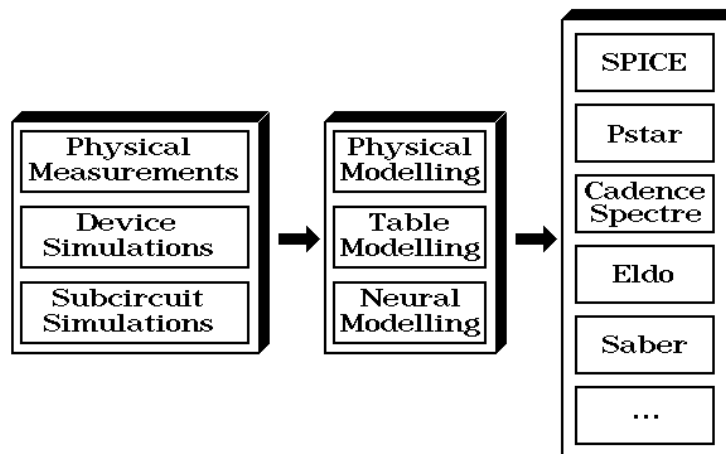 Physical
Measurements
Device
Simulations
Subcircuit
Simulations
Physical
Modelling
Table
Modelling
Neural
Modelling
SPICE
Pstar
Cadence
Spectre
Eldo
Saber
...